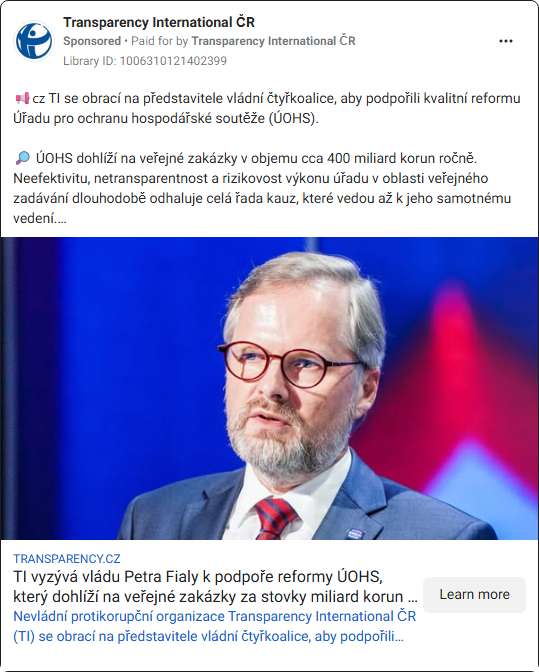 Transparency International ČR
Sponsored • Paid for by Transparency International ČR
Library ID: 1006310121402399
cz TI se obrací na představitele vládní čtyřkoalice, aby podpořili kvalitní reformu
Úřadu pro ochranu hospodářské soutěže (ÚOHS).
ÚOHS dohlíží na veřejné zakázky v objemu cca 400 miliard korun ročně.
Neefektivitu, netransparentnost a rizikovost výkonu úřadu v oblasti veřejného
zadávání dlouhodobě odhaluje celá řada kauz, které vedou až k jeho samotnému
vedení.…
TRANSPARENCY.CZ
TI vyzývá vládu Petra Fialy k podpoře reformy ÚOHS,
který dohlíží na veřejné zakázky za stovky miliard korun ...
Learn more
Nevládní protikorupční organizace Transparency International ČR
(TI) se obrací na představitele vládní čtyřkoalice, aby podpořili...